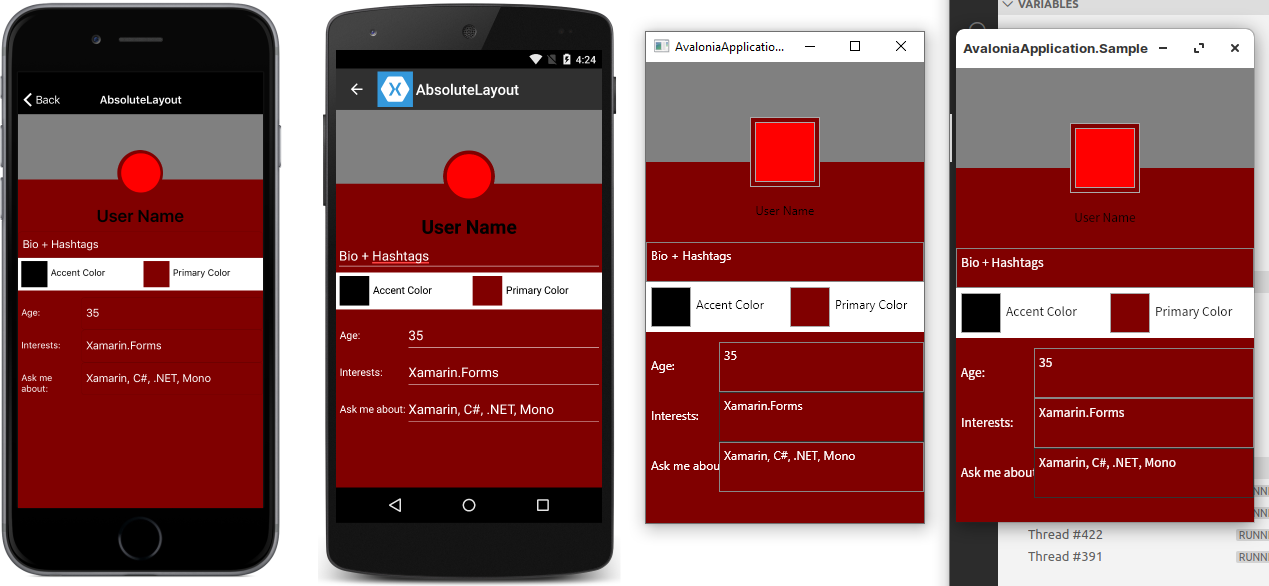 Back
AbsoluteLayout
User Name
Bio + Hashtags
Accent Color
Primary Color
Age:
35
Interests:
Xamarin.Forms
Ask me
about:
Xamarin, C#, .NET, Mono
4:24
AbsoluteLayout
User Name
Bio + Hashtags
Accent Color
Primary Color
Age:
35
Interests:
Xamarin.Forms
Ask me about:
Xamarin, C#, .NET, Mono
AvaloniaApplicatio...
User Name
Bio + Hashtags
Accent Color
Primary Color
Age:
35
Interests:
Xamarin.Forms
Ask me abou
Xamarin, C#, .NET, Mono
VARIABLES
AvaloniaApplication.Sample
User Name
Bio + Hashtags
Accent Color
Primary Color
Age:
35
Interests:
Xamarin.Forms
Ask me about
Xamarin, C#, .NET, Mono
Thread #422
RUNN
Thread #391
RUNN